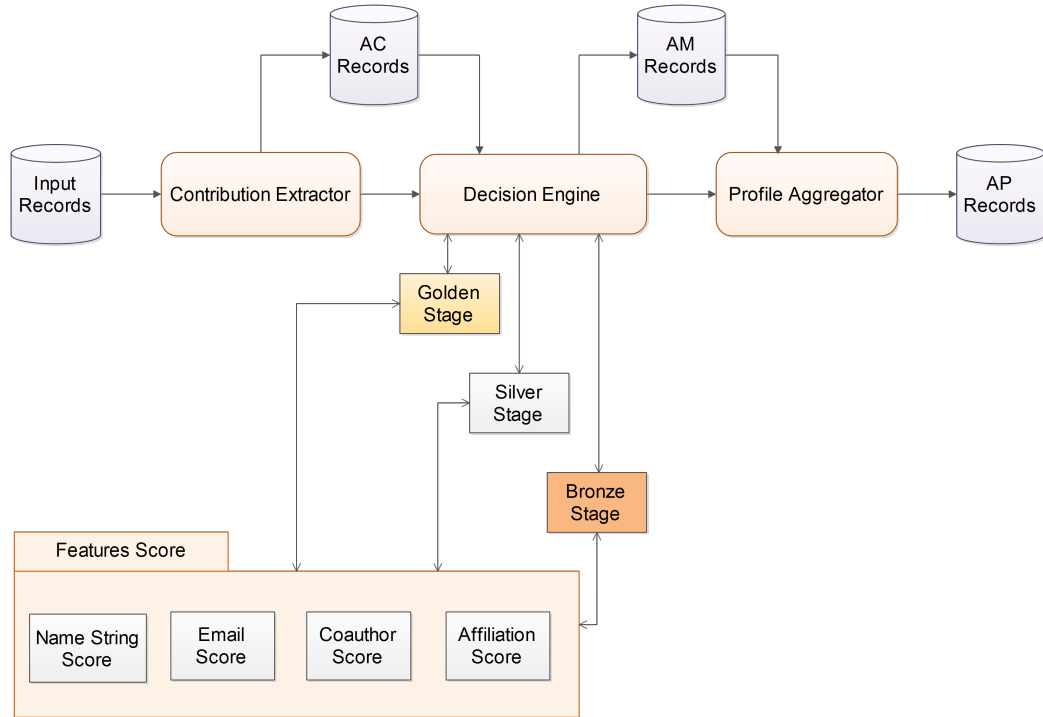 AC
Records
AM
Records
Input
Records
Contribution Extractor
Decision Engine
Profile Aggregator
AP
Records
Golden
Stage
Silver
Stage
Bronze
Stage
Features Score
Name String
Score
Email
Score
Coauthor
Score
Affiliation
Score